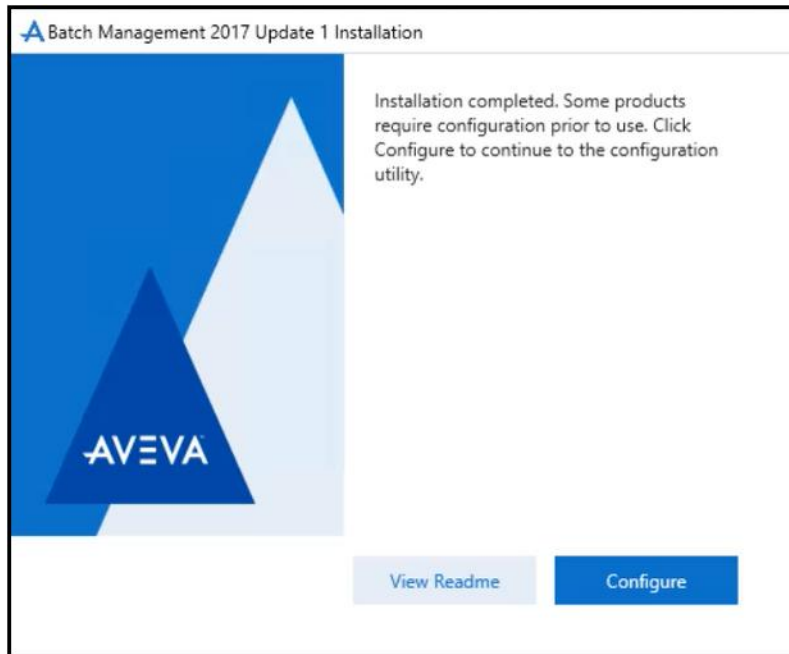 Batch Management 2017 Update 1 Installation
Installation completed. Some products
require configuration prior to use. Click
Configure to continue to the configuration
utility.
AVEVA
View Readme
Configure